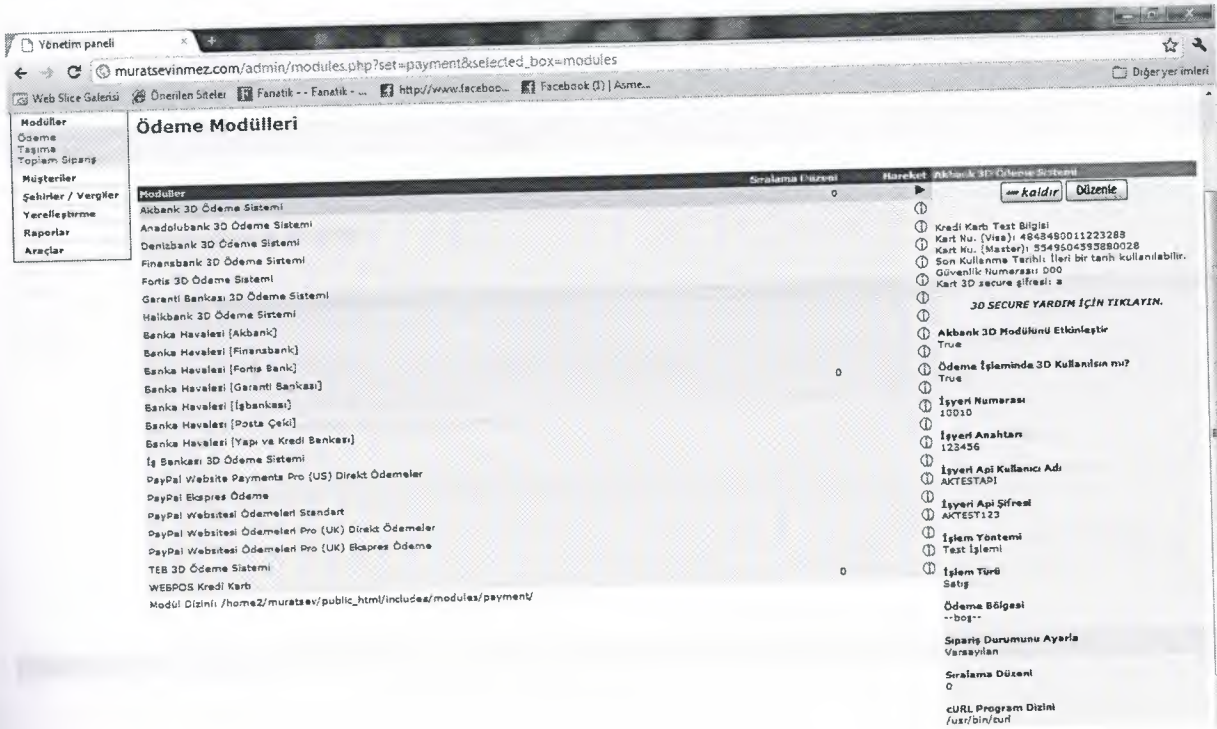 Yönetim paneli
muratsevinmez.com/admin/modules.php?set=payment&selected_box=modules
Web Slice Galerisi Önerilen Siteler Fanatik - - Fanatik - ... http://www.faceboo... Facebook (1) | Asme... Diğer yer imleri
Modüller
Ödeme
Taşıma
Toplam Sipariş
Müşteriler
Şehirler / Vergiler
Yerelleştirme
Raporlar
Araçlar
Ödeme Modülleri
Modüller Sıralama Düzeni Hareket
Akbank 3D Ödeme Sistemi 0
Anadolubank 3D Ödeme Sistemi
Denizbank 3D Ödeme Sistemi
Finansbank 3D Ödeme Sistemi
Fortis 3D Ödeme Sistemi
Garanti Bankası 3D Ödeme Sistemi
Halkbank 3D Ödeme Sistemi
Banka Havalesi [Akbank]
Banka Havalesi [Finansbank]
Banka Havalesi [Fortis Bank]
Banka Havalesi [Garanti Bankası] 0
Banka Havalesi [İşbankası]
Banka Havalesi [Posta Çeki]
Banka Havalesi [Yapı ve Kredi Bankası]
İş Bankası 3D Ödeme Sistemi
PayPal Website Payments Pro (US) Direkt Ödemeler
PayPal Ekspres Ödeme
PayPal Websitesi Ödemeleri Standart
PayPal Websitesi Ödemeleri Pro (UK) Direkt Ödemeler
PayPal Websitesi Ödemeleri Pro (UK) Ekspres Ödeme
TEB 3D Ödeme Sistemi
WEBPOS Kredi Kartı 0
Modül Dizini: /home2/muratsev/public_html/includes/modules/payment/
Akbank 3D Ödeme Sistemi
kaldır Düzenle
Kredi Kartı Test Bilgisi
Kart Nu. (Visa):
Kart Nu. (Master):
Son Kullanma Tarihi: İleri bir tarih kullanılabilir.
Güvenlik Numarası: 000
Kart 3D secure şifresi: a
3D SECURE YARDIM İÇİN TIKLAYIN.
Akbank 3D Modülünü Etkinleştir
True
Ödeme İşleminde 3D Kullanılsın mı?
True
İşyeri Numarası
10010
İşyeri Anahtarı
123456
İşyeri Api Kullanıcı Adı
AKTESTAPI
İşyeri Api Şifresi
AKTEST123
İşlem Yöntemi
Test İşlemi
İşlem Türü
Satış
Ödeme Bölgesi
--boş--
Sipariş Durumunu Ayarla
Varsayılan
Sıralama Düzeni
0
cURL Program Dizini
/usr/bin/curl